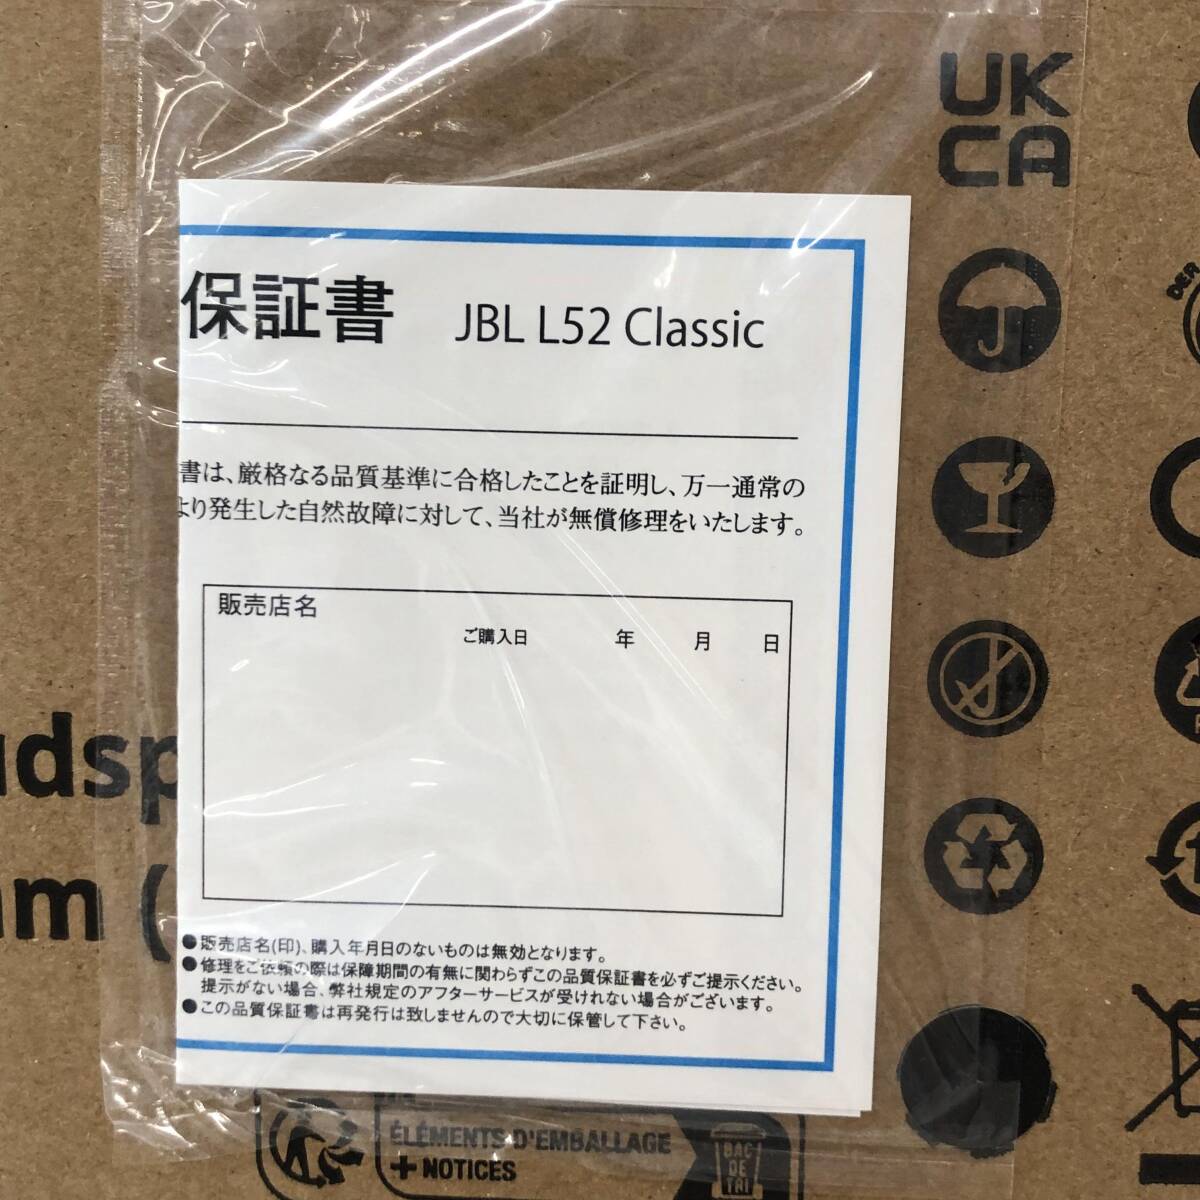 UK
CA
保証書 JBL L52 Classic
書は、厳格なる品質基準に合格したことを証明し、万一通常の
より発生した自然故障に対して、当社が無償修理をいたします。
販売店名
ご購入日 年 月 日
udsp
um (
●販売店名(印)、購入年月日のないものは無効となります。
●修理をご依頼の際は保障期間の有無に関わらずこの品質保証書を必ずご提示ください。
提示がない場合、弊社規定のアフターサービスが受けれない場合がございます。
●この品質保証書は再発行は致しませんので大切に保管して下さい。
ÉLÉMENTS D'EMBALLAGE
+ NOTICES
BAC
DE
TRI
DER